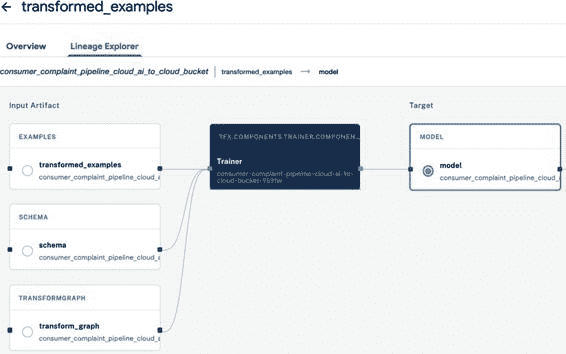 transformed_examples
Overview Lineage Explorer
consumer_complaint_pipeline_cloud_ai_to_cloud_bucket transformed_examples → model
Input Artifact Target
EXAMPLES
transformed_examples
consumer_complaint_pipeline_cloud_a
TFX.COMPONENTS.TRAINER.COMPONEN...
Trainer
consumer-complaint-pipeline-cloud-ai-to-
cloud-bucket
MODEL
model
consumer_complaint_pipeline_cloud_a
SCHEMA
schema
consumer_complaint_pipeline_cloud_a
TRANSFORMGRAPH
transform_graph
consumer_complaint_pipeline_cloud_a